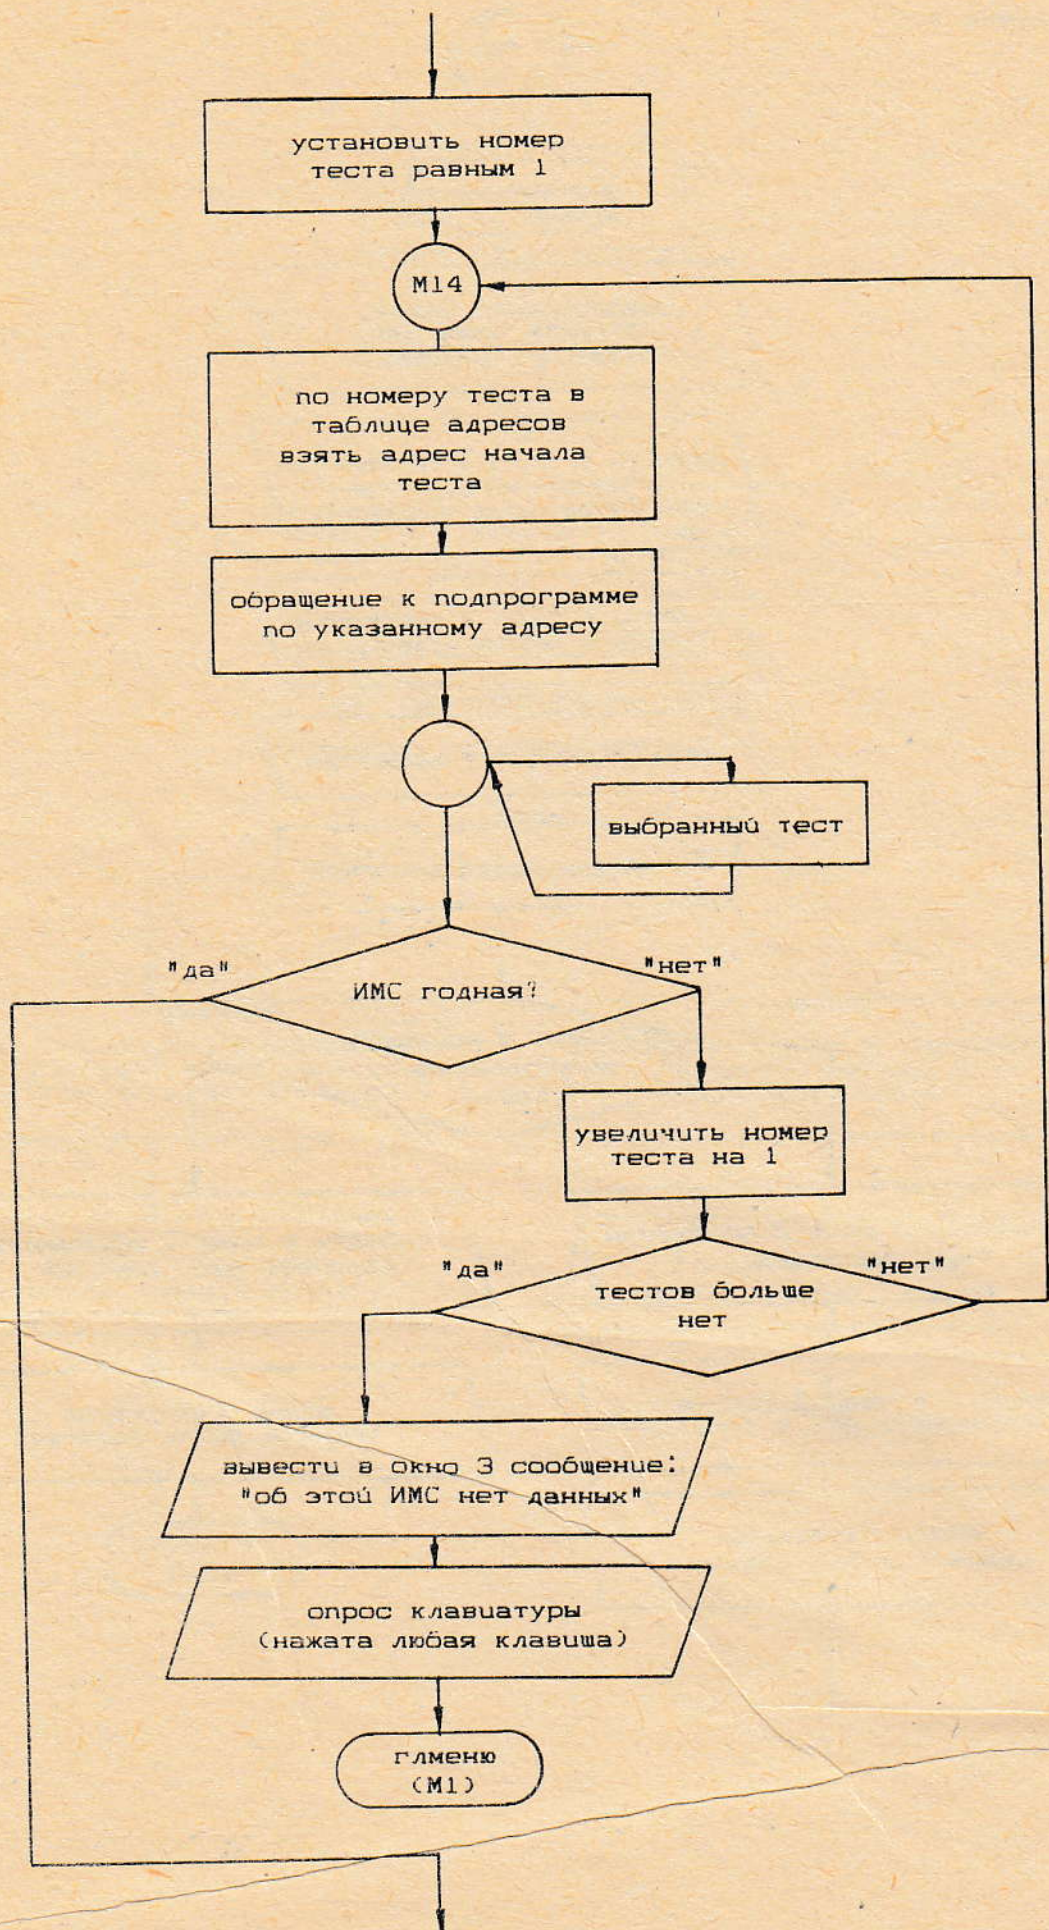 установить номер
теста равным 1
М14
по номеру теста в
таблице адресов
взять адрес начала
теста
обращение к подпрограмме
по указанному адресу
выбранный тест
"да"
"нет"
ИМС годная?
увеличить номер
теста на 1
"да"
"нет"
тестов больше
нет
вывести в окно 3 сообщение:
"об этой ИМС нет данных"
опрос клавиатуры
(нажата любая клавиша)
глменю
(М1)